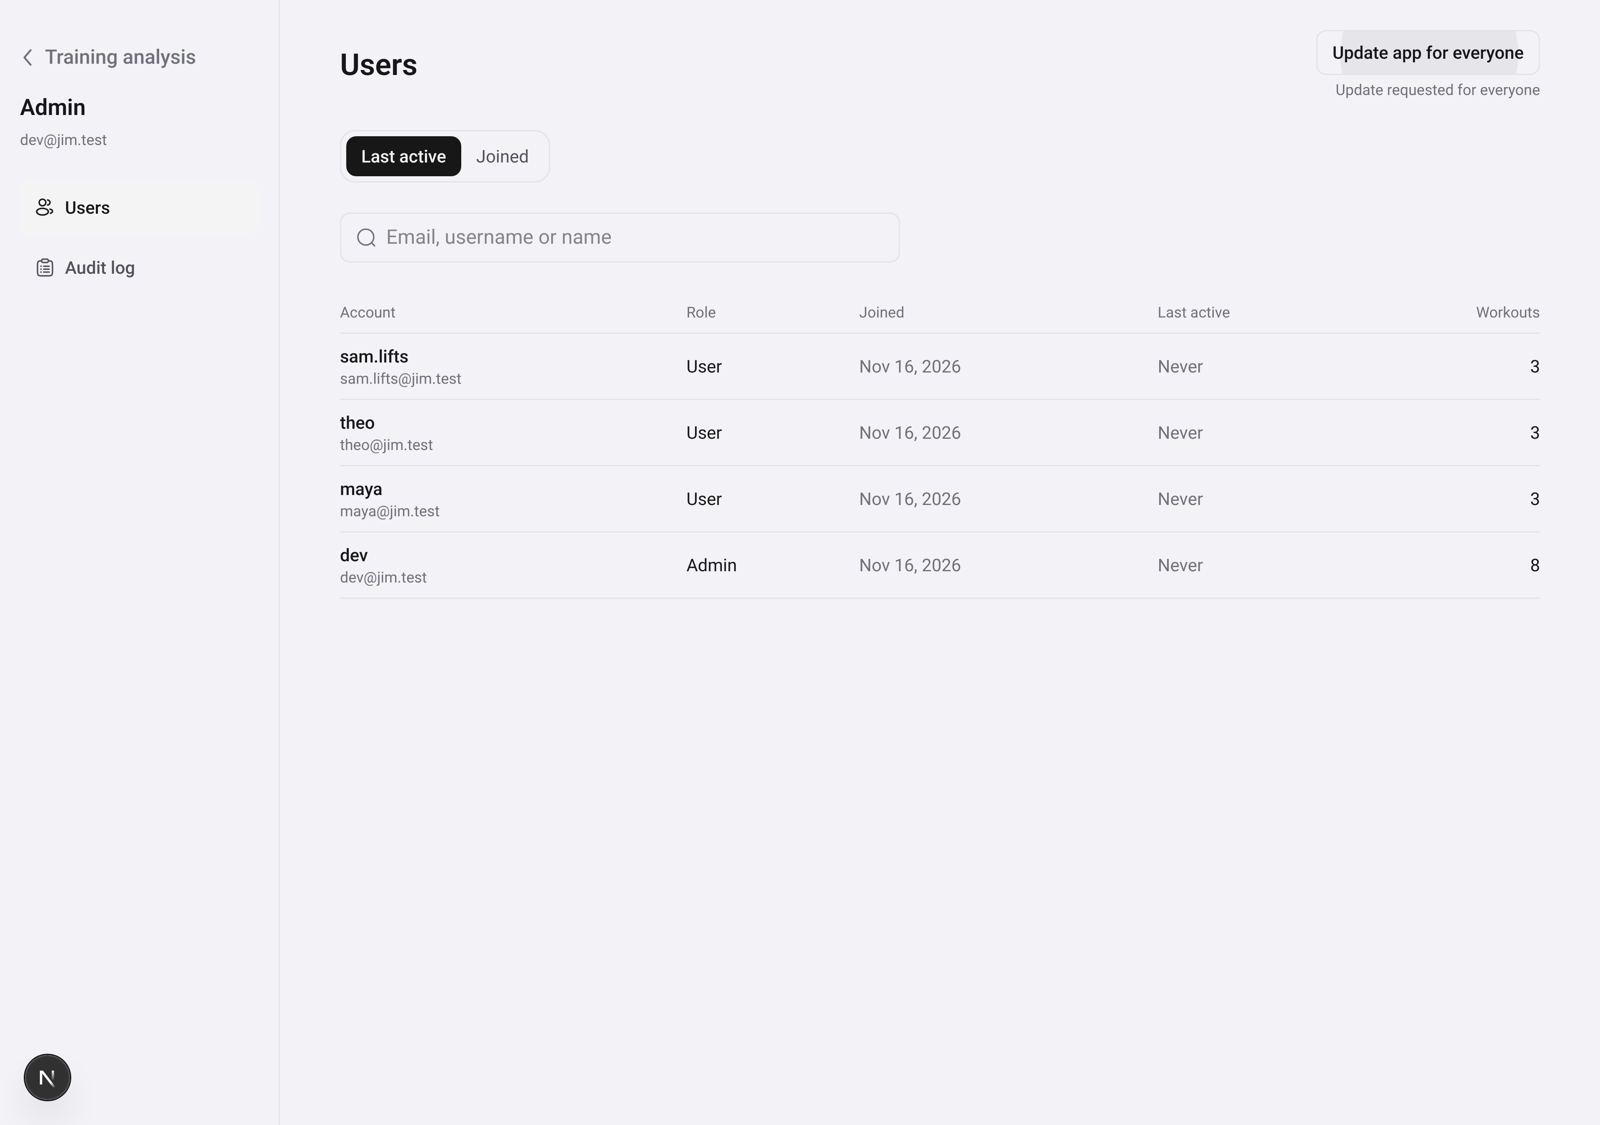 Training analysis
Admin
dev@jim.test
Users
Audit log
Users
Update app for everyone
Update requested for everyone
Last active Joined
Email, username or name
Account Role Joined Last active Workouts
sam.lifts
sam.lifts@jim.test
User Nov 16, 2026 Never 3
theo
theo@jim.test
User Nov 16, 2026 Never 3
maya
maya@jim.test
User Nov 16, 2026 Never 3
dev
dev@jim.test
Admin Nov 16, 2026 Never 8
N